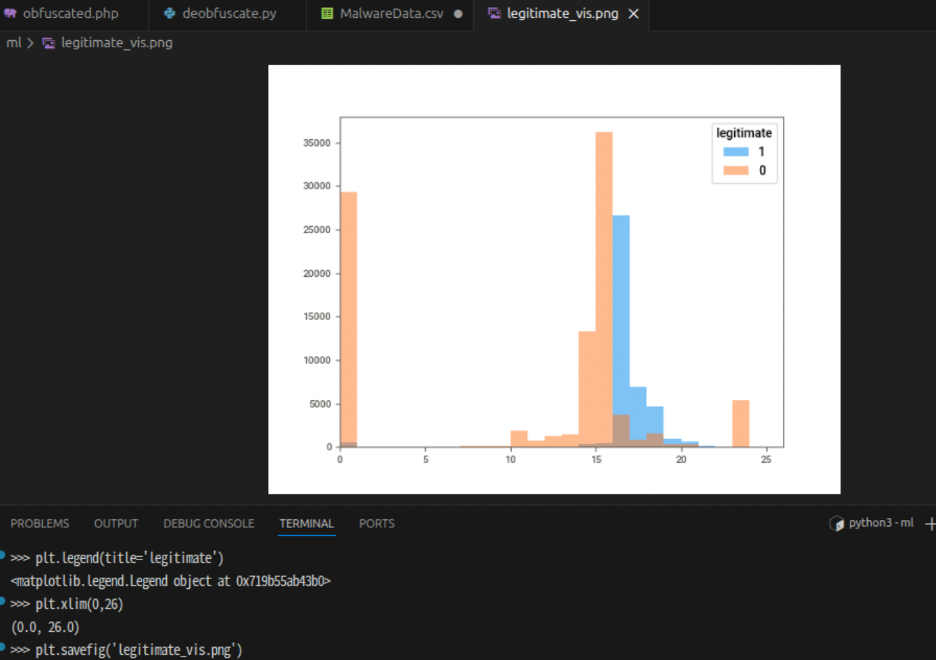 obfuscated.php deobfuscate.py MalwareData.csv legitimate_vis.png
ml > legitimate_vis.png
legitimate
1
0
35000
30000
25000
20000
15000
10000
5000
0
0 5 10 15 20 25
PROBLEMS OUTPUT DEBUG CONSOLE TERMINAL PORTS python3 - ml
>>> plt.legend(title='legitimate')
<matplotlib.legend.Legend object at 0x719b55ab43b0>
>>> plt.xlim(0,26)
(0.0, 26.0)
>>> plt.savefig('legitimate_vis.png')